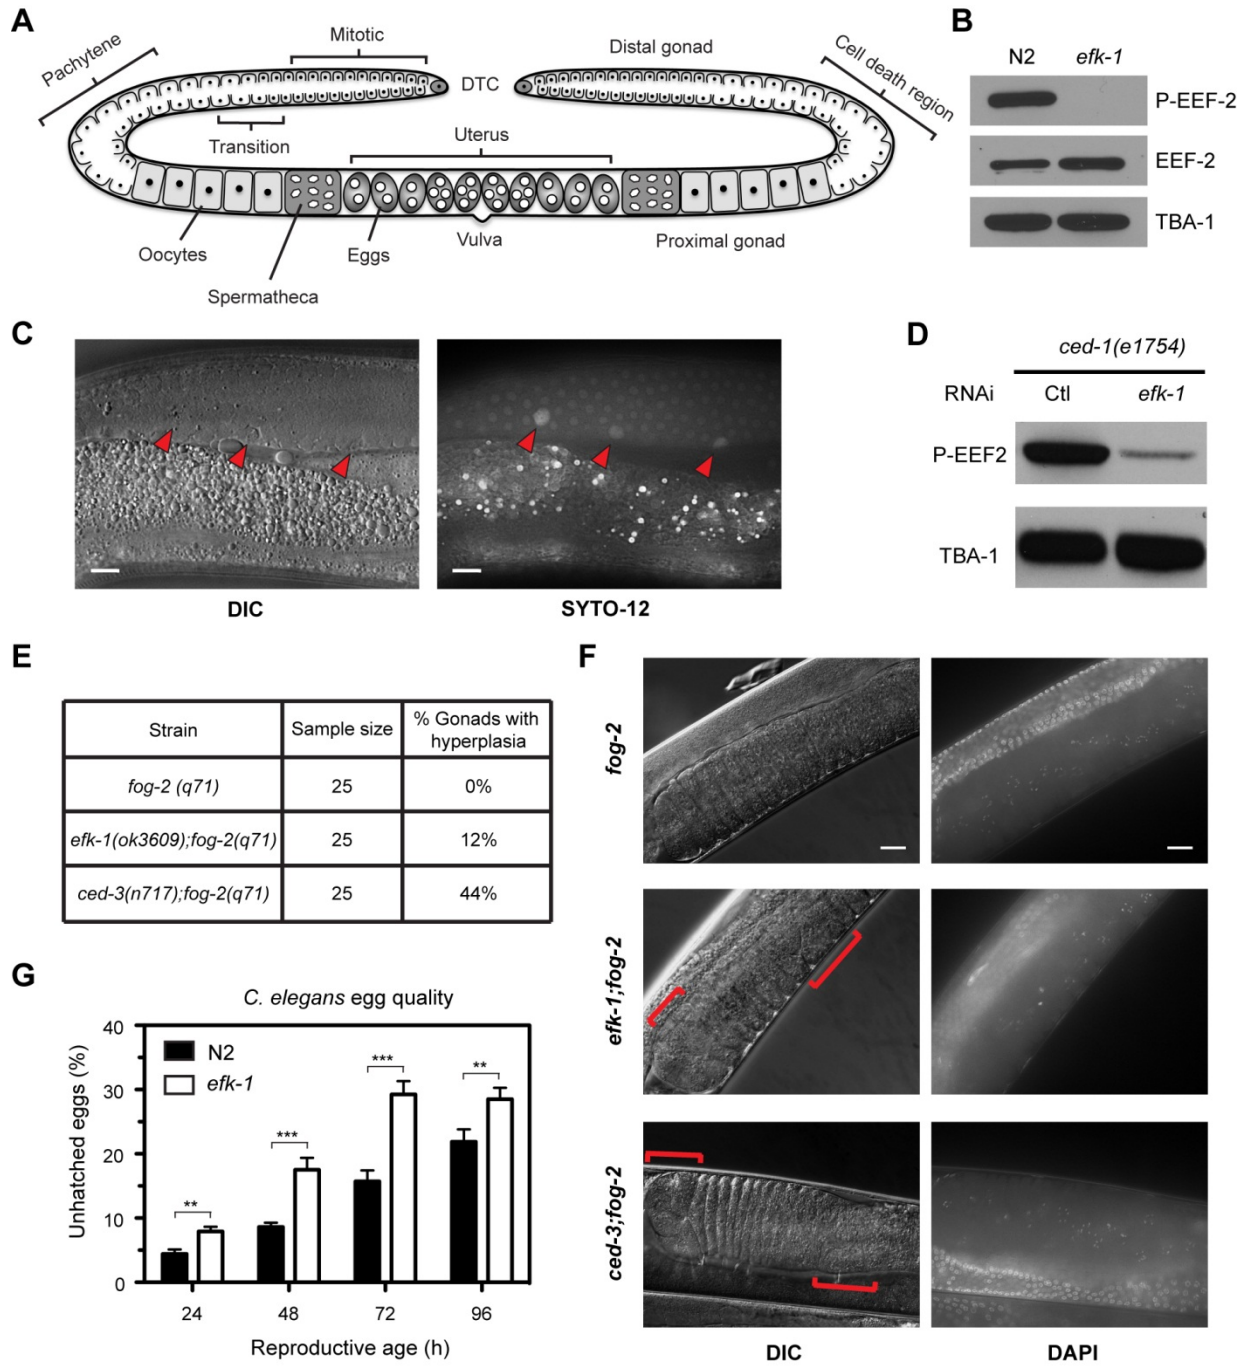 A
Pachytene
Mitotic
DTC
Distal gonad
Cell death region
Transition
Uterus
Oocytes
Eggs
Vulva
Proximal gonad
Spermatheca
B
N2 efk-1
P-EEF-2
EEF-2
TBA-1
C
DIC SYTO-12
D
ced-1(e1754)
RNAi Ctl efk-1
P-EEF2
TBA-1
E
Strain Sample size % Gonads with hyperplasia
fog-2 (q71) 25 0%
efk-1(ok3609);fog-2(q71) 25 12%
ced-3(n717);fog-2(q71) 25 44%
F
fog-2
efk-1;fog-2
ced-3;fog-2
DIC DAPI
G
C. elegans egg quality
Unhatched eggs (%)
40
30
20
10
0
N2
efk-1
**
***
***
**
24 48 72 96
Reproductive age (h)